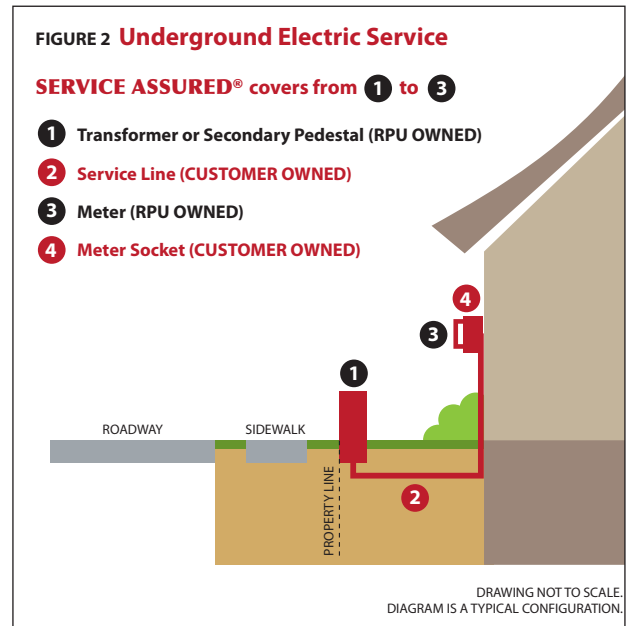 FIGURE 2 Underground Electric Service
SERVICE ASSURED® covers from 1 to 3
1 Transformer or Secondary Pedestal (RPU OWNED)
2 Service Line (CUSTOMER OWNED)
3 Meter (RPU OWNED)
4 Meter Socket (CUSTOMER OWNED)
4
3
1
ROADWAY
SIDEWALK
PROPERTY LINE
2
DRAWING NOT TO SCALE.
DIAGRAM IS A TYPICAL CONFIGURATION.